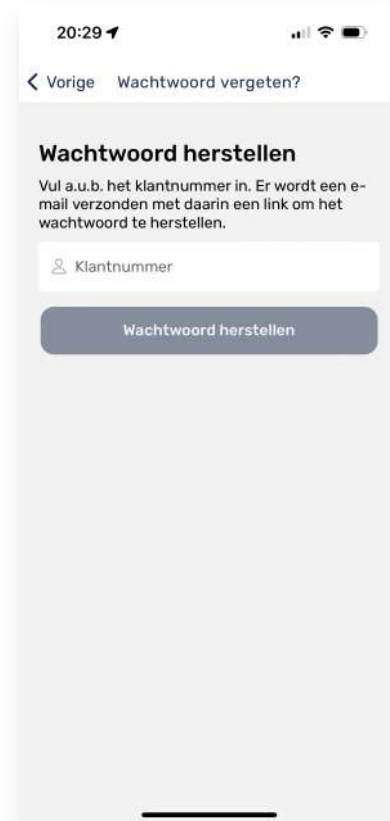 20:29
Vorige Wachtwoord vergeten?
Wachtwoord herstellen
Vul a.u.b. het klantnummer in. Er wordt een e-
mail verzonden met daarin een link om het
wachtwoord te herstellen.
Klantnummer
Wachtwoord herstellen